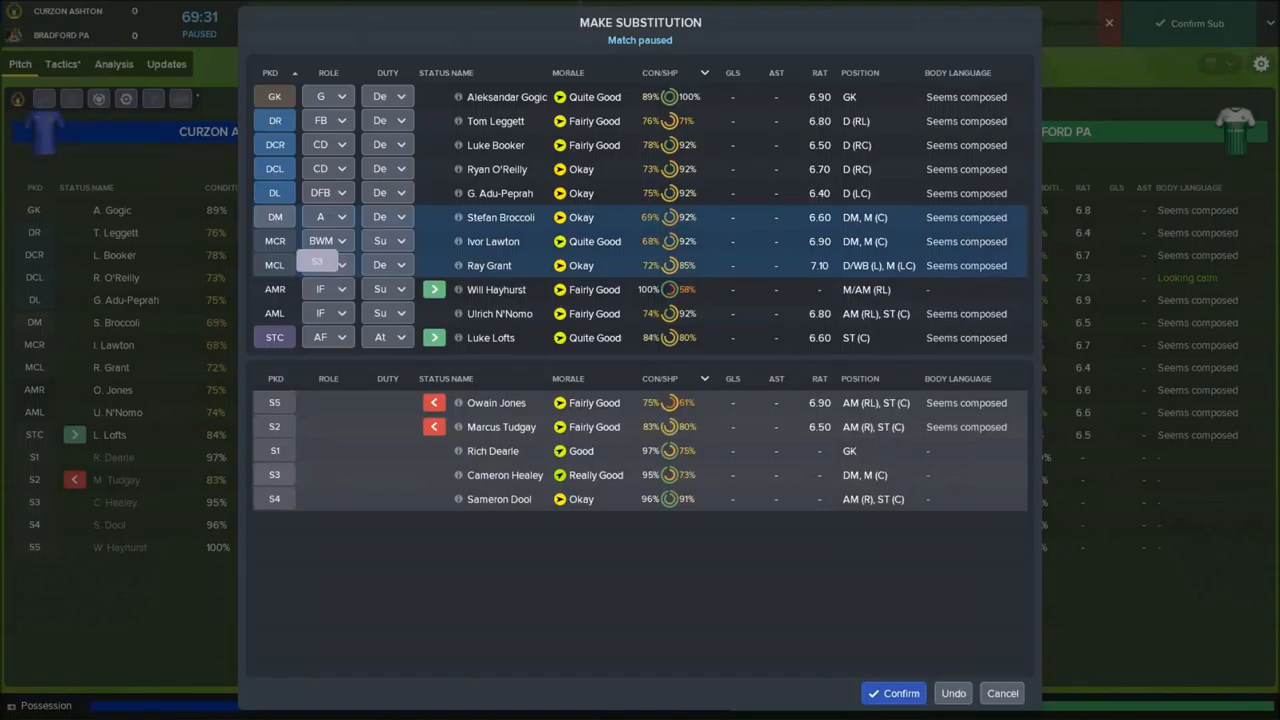 CURZON ASHTON 0
BRADFORD PA 0
69:31
PAUSED
MAKE SUBSTITUTION
Match paused
Confirm Sub
Pitch Tactics* Analysis Updates
CURZON A
FORD PA
PKD ROLE DUTY STATUS NAME MORALE CON/SHP GLS AST RAT POSITION BODY LANGUAGE
GK G De Aleksandar Gogic Quite Good 89% 100% - - 6.90 GK Seems composed
DR FB De Tom Leggett Fairly Good 76% 71% - - 6.80 D (RL) Seems composed
DCR CD De Luke Booker Fairly Good 78% 92% - - 6.50 D (RC) Seems composed
DCL CD De Ryan O'Reilly Okay 73% 92% - - 6.70 D (RC) Seems composed
DL DFB De G. Adu-Peprah Okay 75% 92% - - 6.40 D (LC) Seems composed
DM A De Stefan Broccoli Okay 69% 92% - - 6.60 DM, M (C) Seems composed
MCR BWM Su Ivor Lawton Quite Good 68% 92% - - 6.90 DM, M (C) Seems composed
MCL S3 De Ray Grant Okay 72% 85% - - 7.10 D/WB (L), M (LC) Seems composed
AMR IF Su Will Hayhurst Fairly Good 100% 58% - - - M/AM (RL) -
AML IF Su Ulrich N'Nomo Fairly Good 74% 92% - - 6.80 AM (RL), ST (C) Seems composed
STC AF At Luke Lofts Quite Good 84% 80% - - 6.60 ST (C) Seems composed
PKD ROLE DUTY STATUS NAME MORALE CON/SHP GLS AST RAT POSITION BODY LANGUAGE
S5 Owain Jones Fairly Good 75% 61% - - 6.90 AM (RL), ST (C) Seems composed
S2 Marcus Tudgay Fairly Good 83% 80% - - 6.50 AM (R), ST (C) Seems composed
S1 Rich Dearle Good 97% 75% - - - GK -
S3 Cameron Healey Really Good 95% 73% - - - DM, M (C) -
S4 Sameron Dool Okay 96% 91% - - - AM (R), ST (C) -
Confirm Undo Cancel
PKD STATUS NAME CONDITI
GK A. Gogic 89%
DR T. Leggett 76%
DCR L. Booker 78%
DCL R. O'Reilly 73%
DL G. Adu-Peprah 75%
DM S. Broccoli 69%
MCR I. Lawton 68%
MCL R. Grant 72%
AMR O. Jones 75%
AML U. N'Nomo 74%
STC L. Lofts 84%
S1 R. Dearle 97%
S2 M. Tudgay 83%
S3 C. Healey 95%
S4 S. Dool 96%
S5 W. Hayhurst 100%
DITI... RAT GLS AST BODY LANGUAGE
6.8 - - Seems composed
6.4 - - Seems composed
6.8 - - Seems composed
7.3 - - Looking calm
6.9 - - Seems composed
6.5 - - Seems composed
6.4 - - Seems composed
6.4 - - Seems composed
6.6 - - Seems composed
6.6 - - Seems composed
6.5 - - Seems composed
Possession